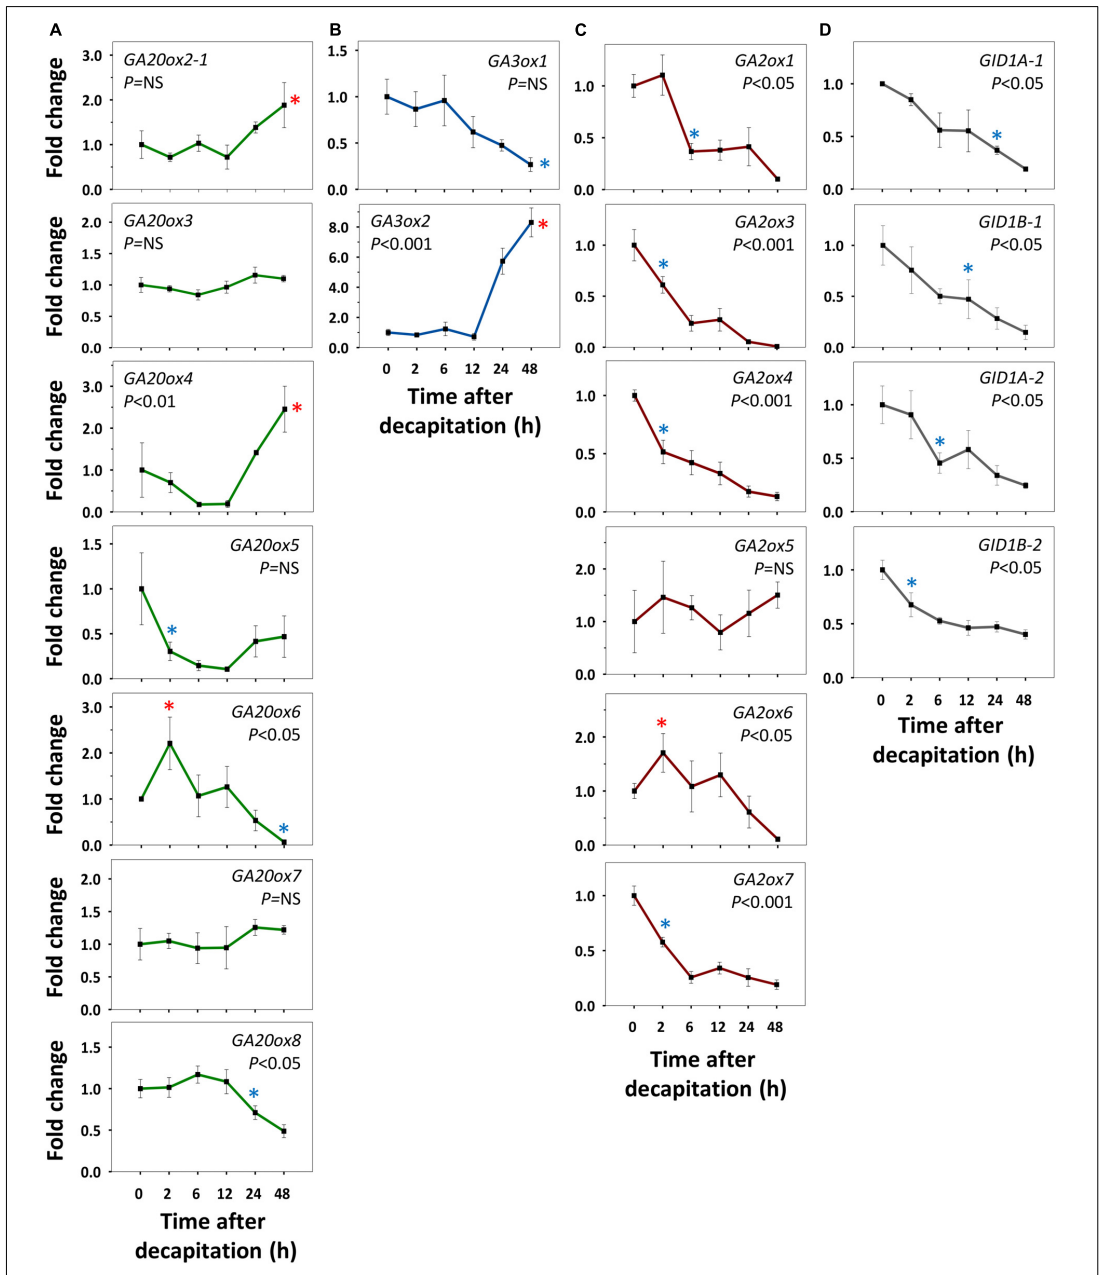 A
Fold change
3.0
2.0
1.0
0.0
GA20ox2-1
P=NS
*
Fold change
2.0
1.5
1.0
0.5
0.0
GA20ox3
P=NS
Fold change
3.0
2.0
1.0
0.0
GA20ox4
P<0.01
*
Fold change
1.5
1.0
0.5
0.0
GA20ox5
P=NS
*
Fold change
3.0
2.0
1.0
0.0
GA20ox6
P<0.05
*
*
Fold change
2.0
1.5
1.0
0.5
0.0
GA20ox7
P=NS
Fold change
1.5
1.0
0.5
0.0
GA20ox8
P<0.05
*
0 2 6 12 24 48
Time after
decapitation (h)
B
1.5
1.0
0.5
0.0
GA3ox1
P=NS
*
8.0
6.0
4.0
2.0
0.0
GA3ox2
P<0.001
*
0 2 6 12 24 48
Time after
decapitation (h)
C
1.0
0.5
0.0
GA2ox1
P<0.05
*
1.0
0.5
0.0
GA2ox3
P<0.001
*
1.0
0.5
0.0
GA2ox4
P<0.001
*
2.0
1.0
0.0
GA2ox5
P=NS
2.0
1.0
0.0
GA2ox6
P<0.05
*
1.0
0.5
0.0
GA2ox7
P<0.001
*
0 2 6 12 24 48
Time after
decapitation (h)
D
1.0
0.5
0.0
GID1A-1
P<0.05
*
1.0
0.5
0.0
GID1B-1
P<0.05
*
1.0
0.5
0.0
GID1A-2
P<0.05
*
1.0
0.5
0.0
GID1B-2
P<0.05
*
0 2 6 12 24 48
Time after
decapitation (h)